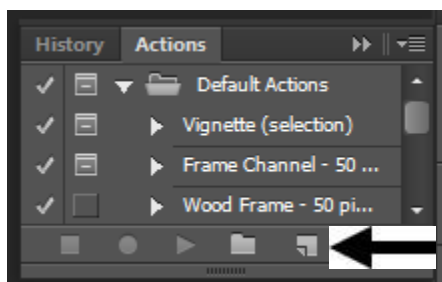 History Actions
Default Actions
Vignette (selection)
Frame Channel - 50 ...
Wood Frame - 50 pi...